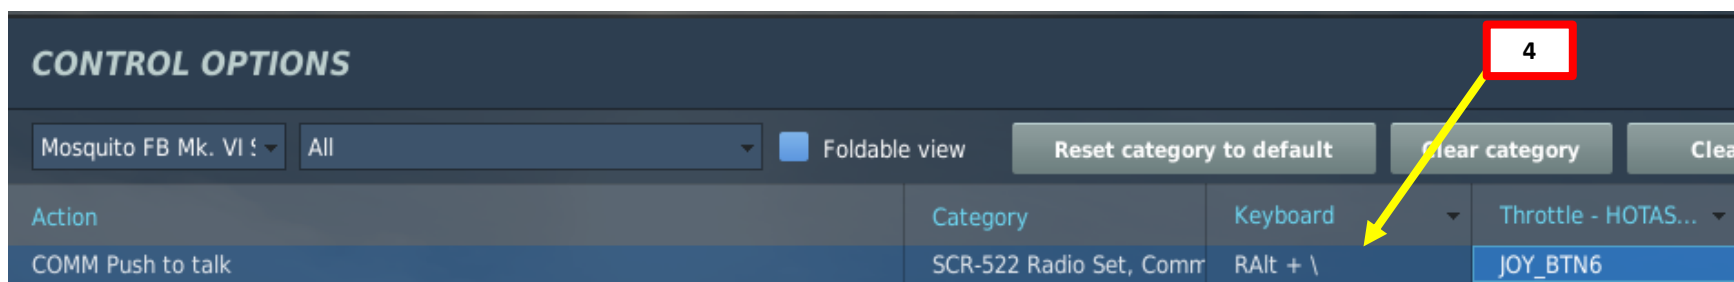 4
CONTROL OPTIONS
Mosquito FB Mk. VI All Foldable view Reset category to default Clear category Clea
Action Category Keyboard Throttle - HOTAS...
COMM Push to talk SCR-522 Radio Set, Comm RAlt + \ JOY_BTN6